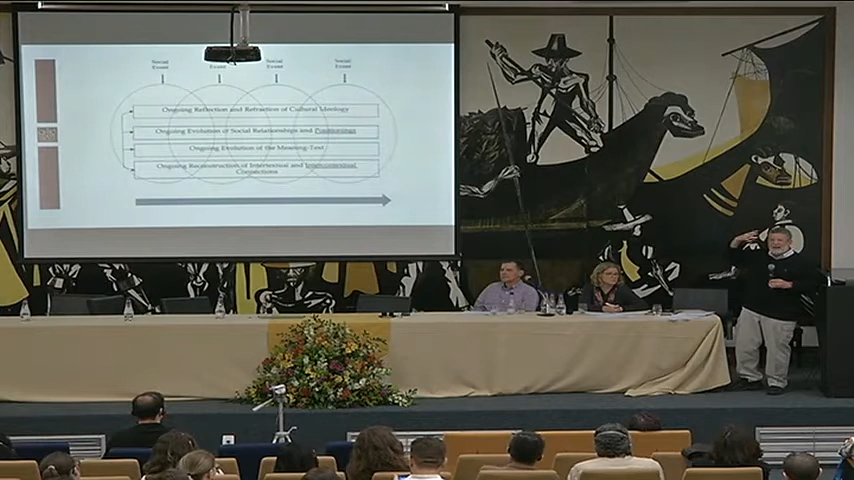 Social
Event
Social
Event
Social
Event
Event
Ongoing Reflection and Refraction of Cultural Ideology
Ongoing Evolution of Social Relationships and Positionings
Ongoing Evolution of the Meaning-Text
Ongoing Reconstruction of Intertextual and Intercontextual
Connections